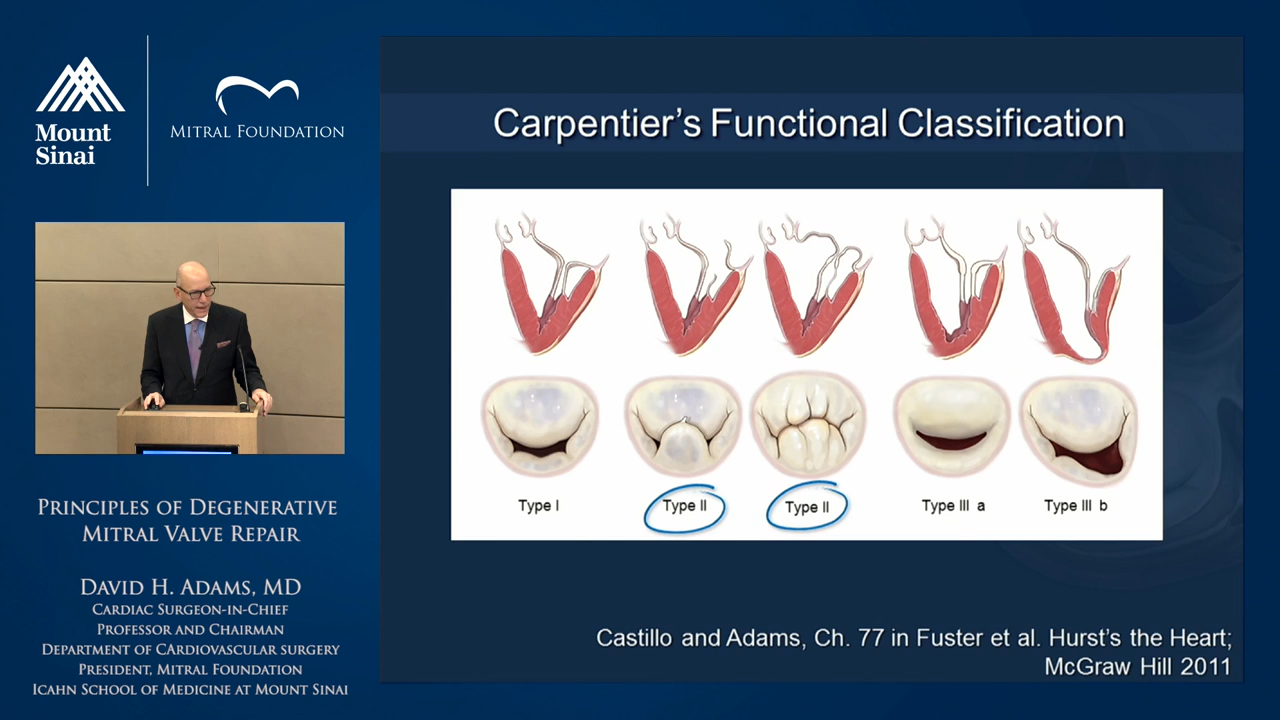 Mount
Sinai
MITRAL FOUNDATION
PRINCIPLES OF DEGENERATIVE
MITRAL VALVE REPAIR
DAVID H. ADAMS, MD
CARDIAC SURGEON-IN-CHIEF
PROFESSOR AND CHAIRMAN
DEPARTMENT OF CARDIOVASCULAR SURGERY
PRESIDENT, MITRAL FOUNDATION
ICAHN SCHOOL OF MEDICINE AT MOUNT SINAI
Carpentier's Functional Classification
Type I
Type II
Type II
Type III a
Type III b
Castillo and Adams, Ch. 77 in Fuster et al. Hurst's the Heart;
McGraw Hill 2011